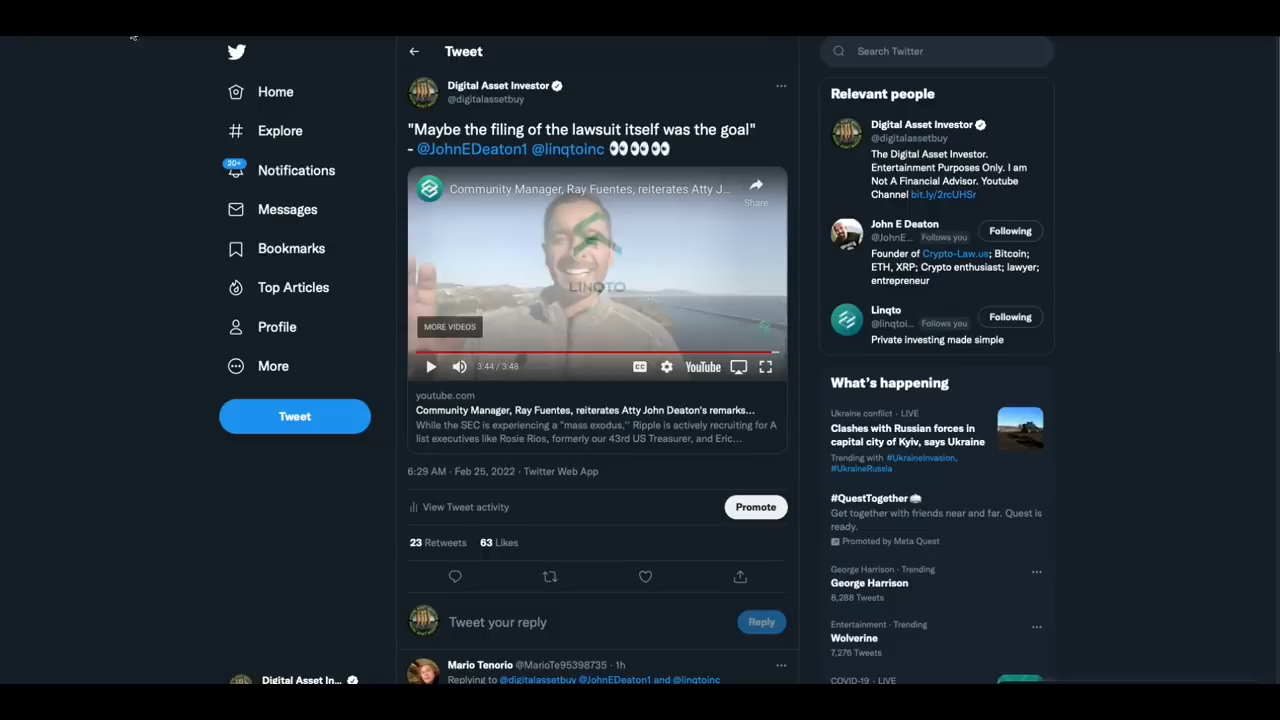 Home
Explore
20+
Notifications
Messages
Bookmarks
Top Articles
Profile
More
Tweet
Digital Asset In...
Tweet
Digital Asset Investor
@digitalassetbuy
"Maybe the filing of the lawsuit itself was the goal"
- @JohnEDeaton1 @linqtoinc 👀👀👀
Community Manager, Ray Fuentes, reiterates Atty J...
Share
LINQTO
MORE VIDEOS
3:44 / 3:48
CC
YouTube
youtube.com
Community Manager, Ray Fuentes, reiterates Atty John Deaton's remarks...
While the SEC is experiencing a "mass exodus,'' Ripple is actively recruiting for A
list executives like Rosie Rios, formerly our 43rd US Treasurer, and Eric...
6:29 AM · Feb 25, 2022 · Twitter Web App
View Tweet activity
Promote
23 Retweets 63 Likes
Tweet your reply
Reply
Mario Tenorio @MarioTe95398735 · 1h
Replying to @digitalassetbuy @JohnEDeaton1 and @linqtoinc
Search Twitter
Relevant people
Digital Asset Investor
@digitalassetbuy
The Digital Asset Investor.
Entertainment Purposes Only. I am
Not A Financial Advisor. Youtube
Channel bit.ly/2rcUHSr
John E Deaton
@JohnE... Follows you
Following
Founder of Crypto-Law.us; Bitcoin;
ETH, XRP; Crypto enthusiast; lawyer;
entrepreneur
Linqto
@linqtoi... Follows you
Following
Private investing made simple
What's happening
Ukraine conflict · LIVE
Clashes with Russian forces in
capital city of Kyiv, says Ukraine
Trending with #UkraineInvasion,
#UkraineRussia
#QuestTogether
Get together with friends near and far. Quest is
ready.
Promoted by Meta Quest
George Harrison · Trending
George Harrison
8,288 Tweets
Entertainment · Trending
Wolverine
7,276 Tweets
COVID-19 · LIVE